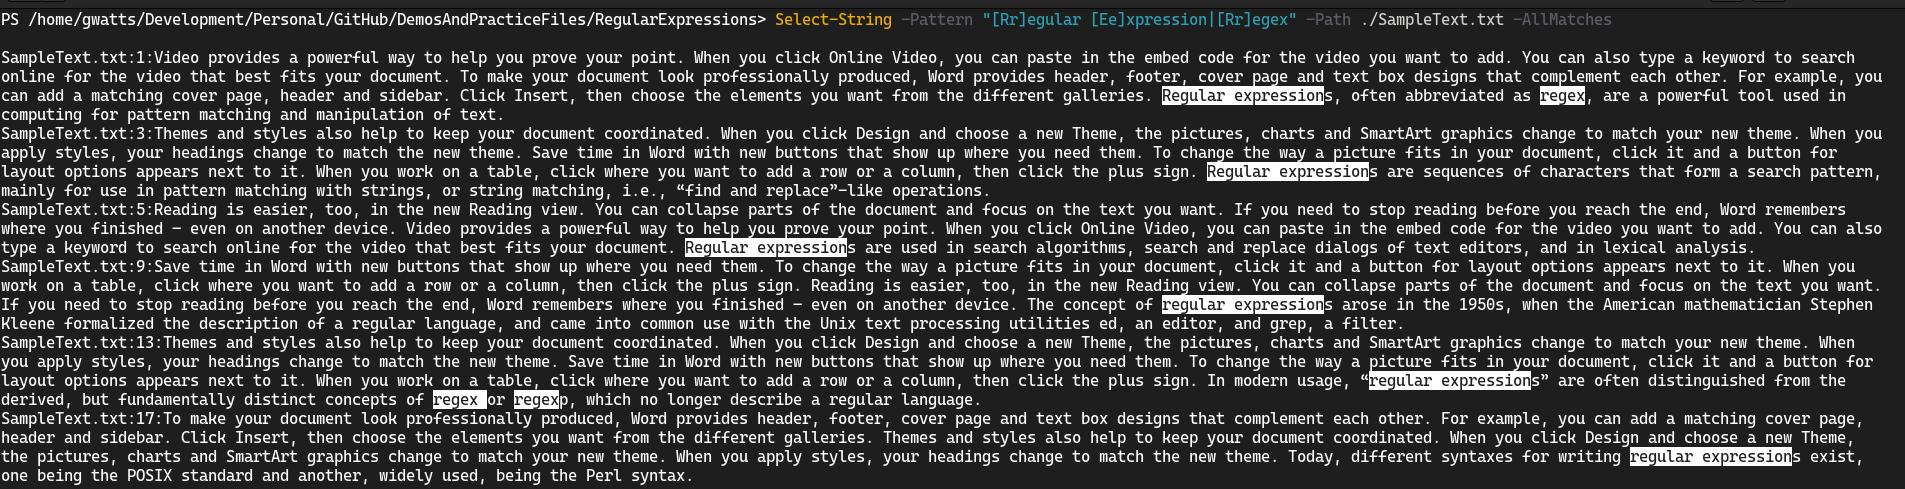 PS /home/gwatts/Development/Personal/GitHub/DemosAndPracticeFiles/RegularExpressions> Select-String -Pattern "[Rr]egular [Ee]xpression|[Rr]egex" -Path ./SampleText.txt -AllMatches
SampleText.txt:1:Video provides a powerful way to help you prove your point. When you click Online Video, you can paste in the embed code for the video you want to add. You can also type a keyword to search
online for the video that best fits your document. To make your document look professionally produced, Word provides header, footer, cover page and text box designs that complement each other. For example, you
can add a matching cover page, header and sidebar. Click Insert, then choose the elements you want from the different galleries. Regular expressions, often abbreviated as regex, are a powerful tool used in
computing for pattern matching and manipulation of text.
SampleText.txt:3:Themes and styles also help to keep your document coordinated. When you click Design and choose a new Theme, the pictures, charts and SmartArt graphics change to match your new theme. When you
apply styles, your headings change to match the new theme. Save time in Word with new buttons that show up where you need them. To change the way a picture fits in your document, click it and a button for
layout options appears next to it. When you work on a table, click where you want to add a row or a column, then click the plus sign. Regular expressions are sequences of characters that form a search pattern,
mainly for use in pattern matching with strings, or string matching, i.e., “find and replace”-like operations.
SampleText.txt:5:Reading is easier, too, in the new Reading view. You can collapse parts of the document and focus on the text you want. If you need to stop reading before you reach the end, Word remembers
where you finished – even on another device. Video provides a powerful way to help you prove your point. When you click Online Video, you can paste in the embed code for the video you want to add. You can also
type a keyword to search online for the video that best fits your document. Regular expressions are used in search algorithms, search and replace dialogs of text editors, and in lexical analysis.
SampleText.txt:9:Save time in Word with new buttons that show up where you need them. To change the way a picture fits in your document, click it and a button for layout options appears next to it. When you
work on a table, click where you want to add a row or a column, then click the plus sign. Reading is easier, too, in the new Reading view. You can collapse parts of the document and focus on the text you want.
If you need to stop reading before you reach the end, Word remembers where you finished – even on another device. The concept of regular expressions arose in the 1950s, when the American mathematician Stephen
Kleene formalized the description of a regular language, and came into common use with the Unix text processing utilities ed, an editor, and grep, a filter.
SampleText.txt:13:Themes and styles also help to keep your document coordinated. When you click Design and choose a new Theme, the pictures, charts and SmartArt graphics change to match your new theme. When
you apply styles, your headings change to match the new theme. Save time in Word with new buttons that show up where you need them. To change the way a picture fits in your document, click it and a button for
layout options appears next to it. When you work on a table, click where you want to add a row or a column, then click the plus sign. In modern usage, “regular expressions” are often distinguished from the
derived, but fundamentally distinct concepts of regex or regexp, which no longer describe a regular language.
SampleText.txt:17:To make your document look professionally produced, Word provides header, footer, cover page and text box designs that complement each other. For example, you can add a matching cover page,
header and sidebar. Click Insert, then choose the elements you want from the different galleries. Themes and styles also help to keep your document coordinated. When you click Design and choose a new Theme,
the pictures, charts and SmartArt graphics change to match your new theme. When you apply styles, your headings change to match the new theme. Today, different syntaxes for writing regular expressions exist,
one being the POSIX standard and another, widely used, being the Perl syntax.